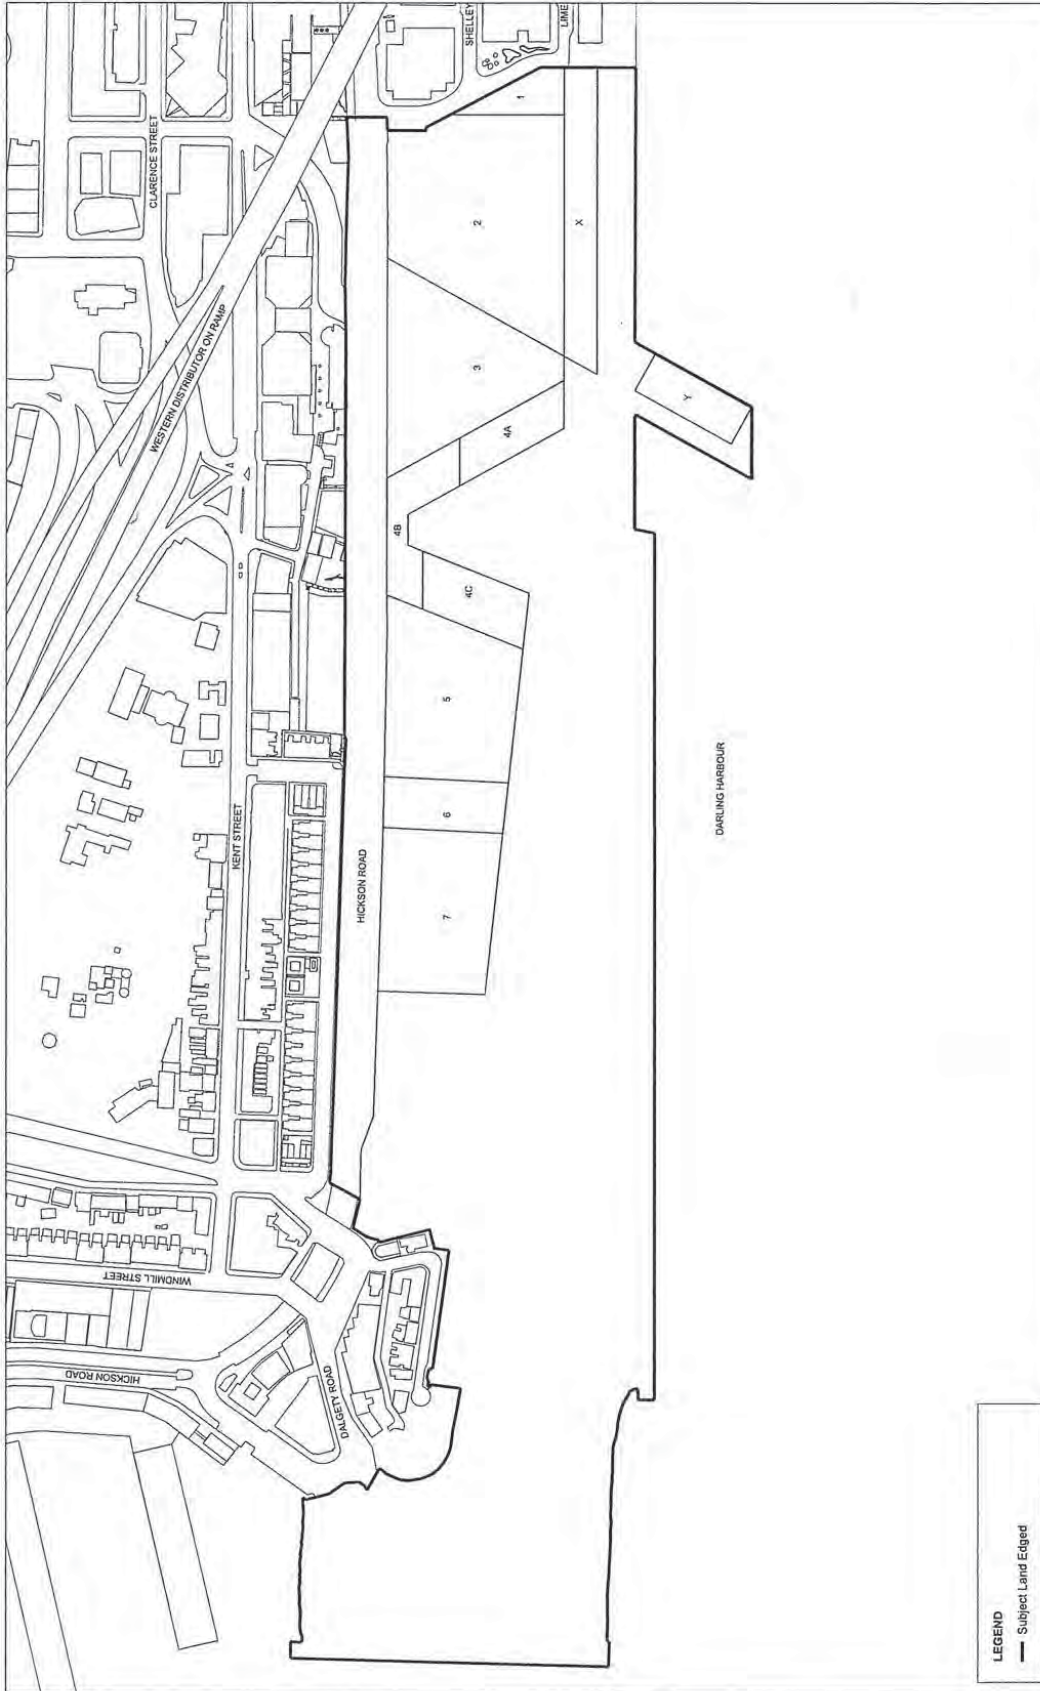 SHELLEY
LIME
CLARENCE STREET
WESTERN DISTRIBUTOR ON RAMP
1
2
X
3
4A
Y
4B
4C
5
KENT STREET
HICKSON ROAD
6
7
DARLING HARBOUR
WINDMILL STREET
HICKSON ROAD
DALGETY ROAD
LEGEND
Subject Land Edged